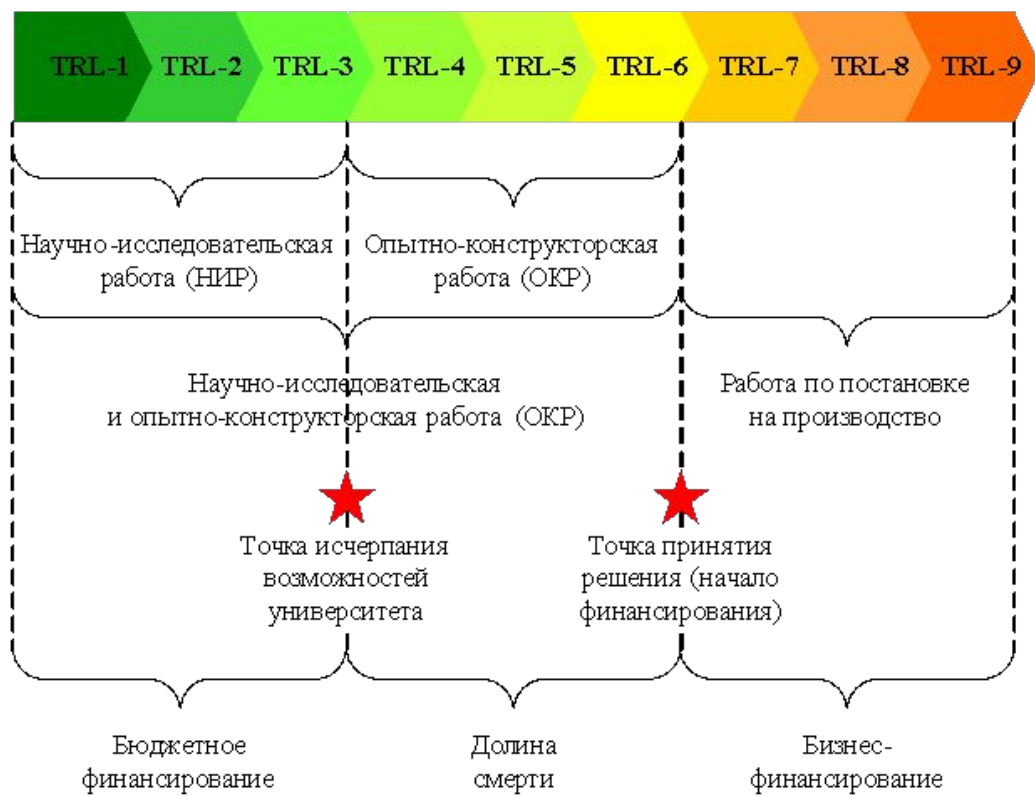 TRL-1 TRL-2 TRL-3 TRL-4 TRL-5 TRL-6 TRL-7 TRL-8 TRL-9
Научно-исследовательская
работа (НИР)
Опытно-конструкторская
работа (ОКР)
Научно-исследовательская
и опытно-конструкторская работа (ОКР)
Работа по постановке
на производство
Точка исчерпания
возможностей
университета
Точка принятия
решения (начало
финансирования)
Бюджетное
финансирование
Долина
смерти
Бизнес-
финансирование